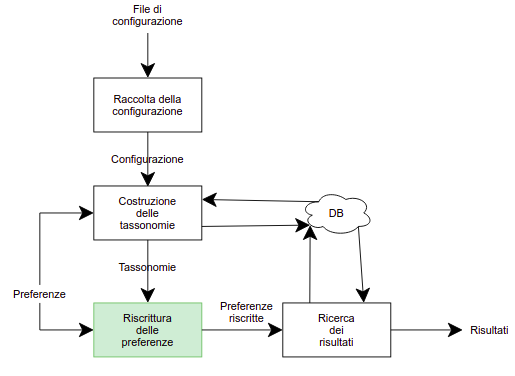 File di
configurazione
Raccolta della
configurazione
Configurazione
Costruzione
delle
tassonomie
DB
Tassonomie
Preferenze
Riscrittura
delle
preferenze
Preferenze
riscritte
Ricerca
dei
risultati
Risultati